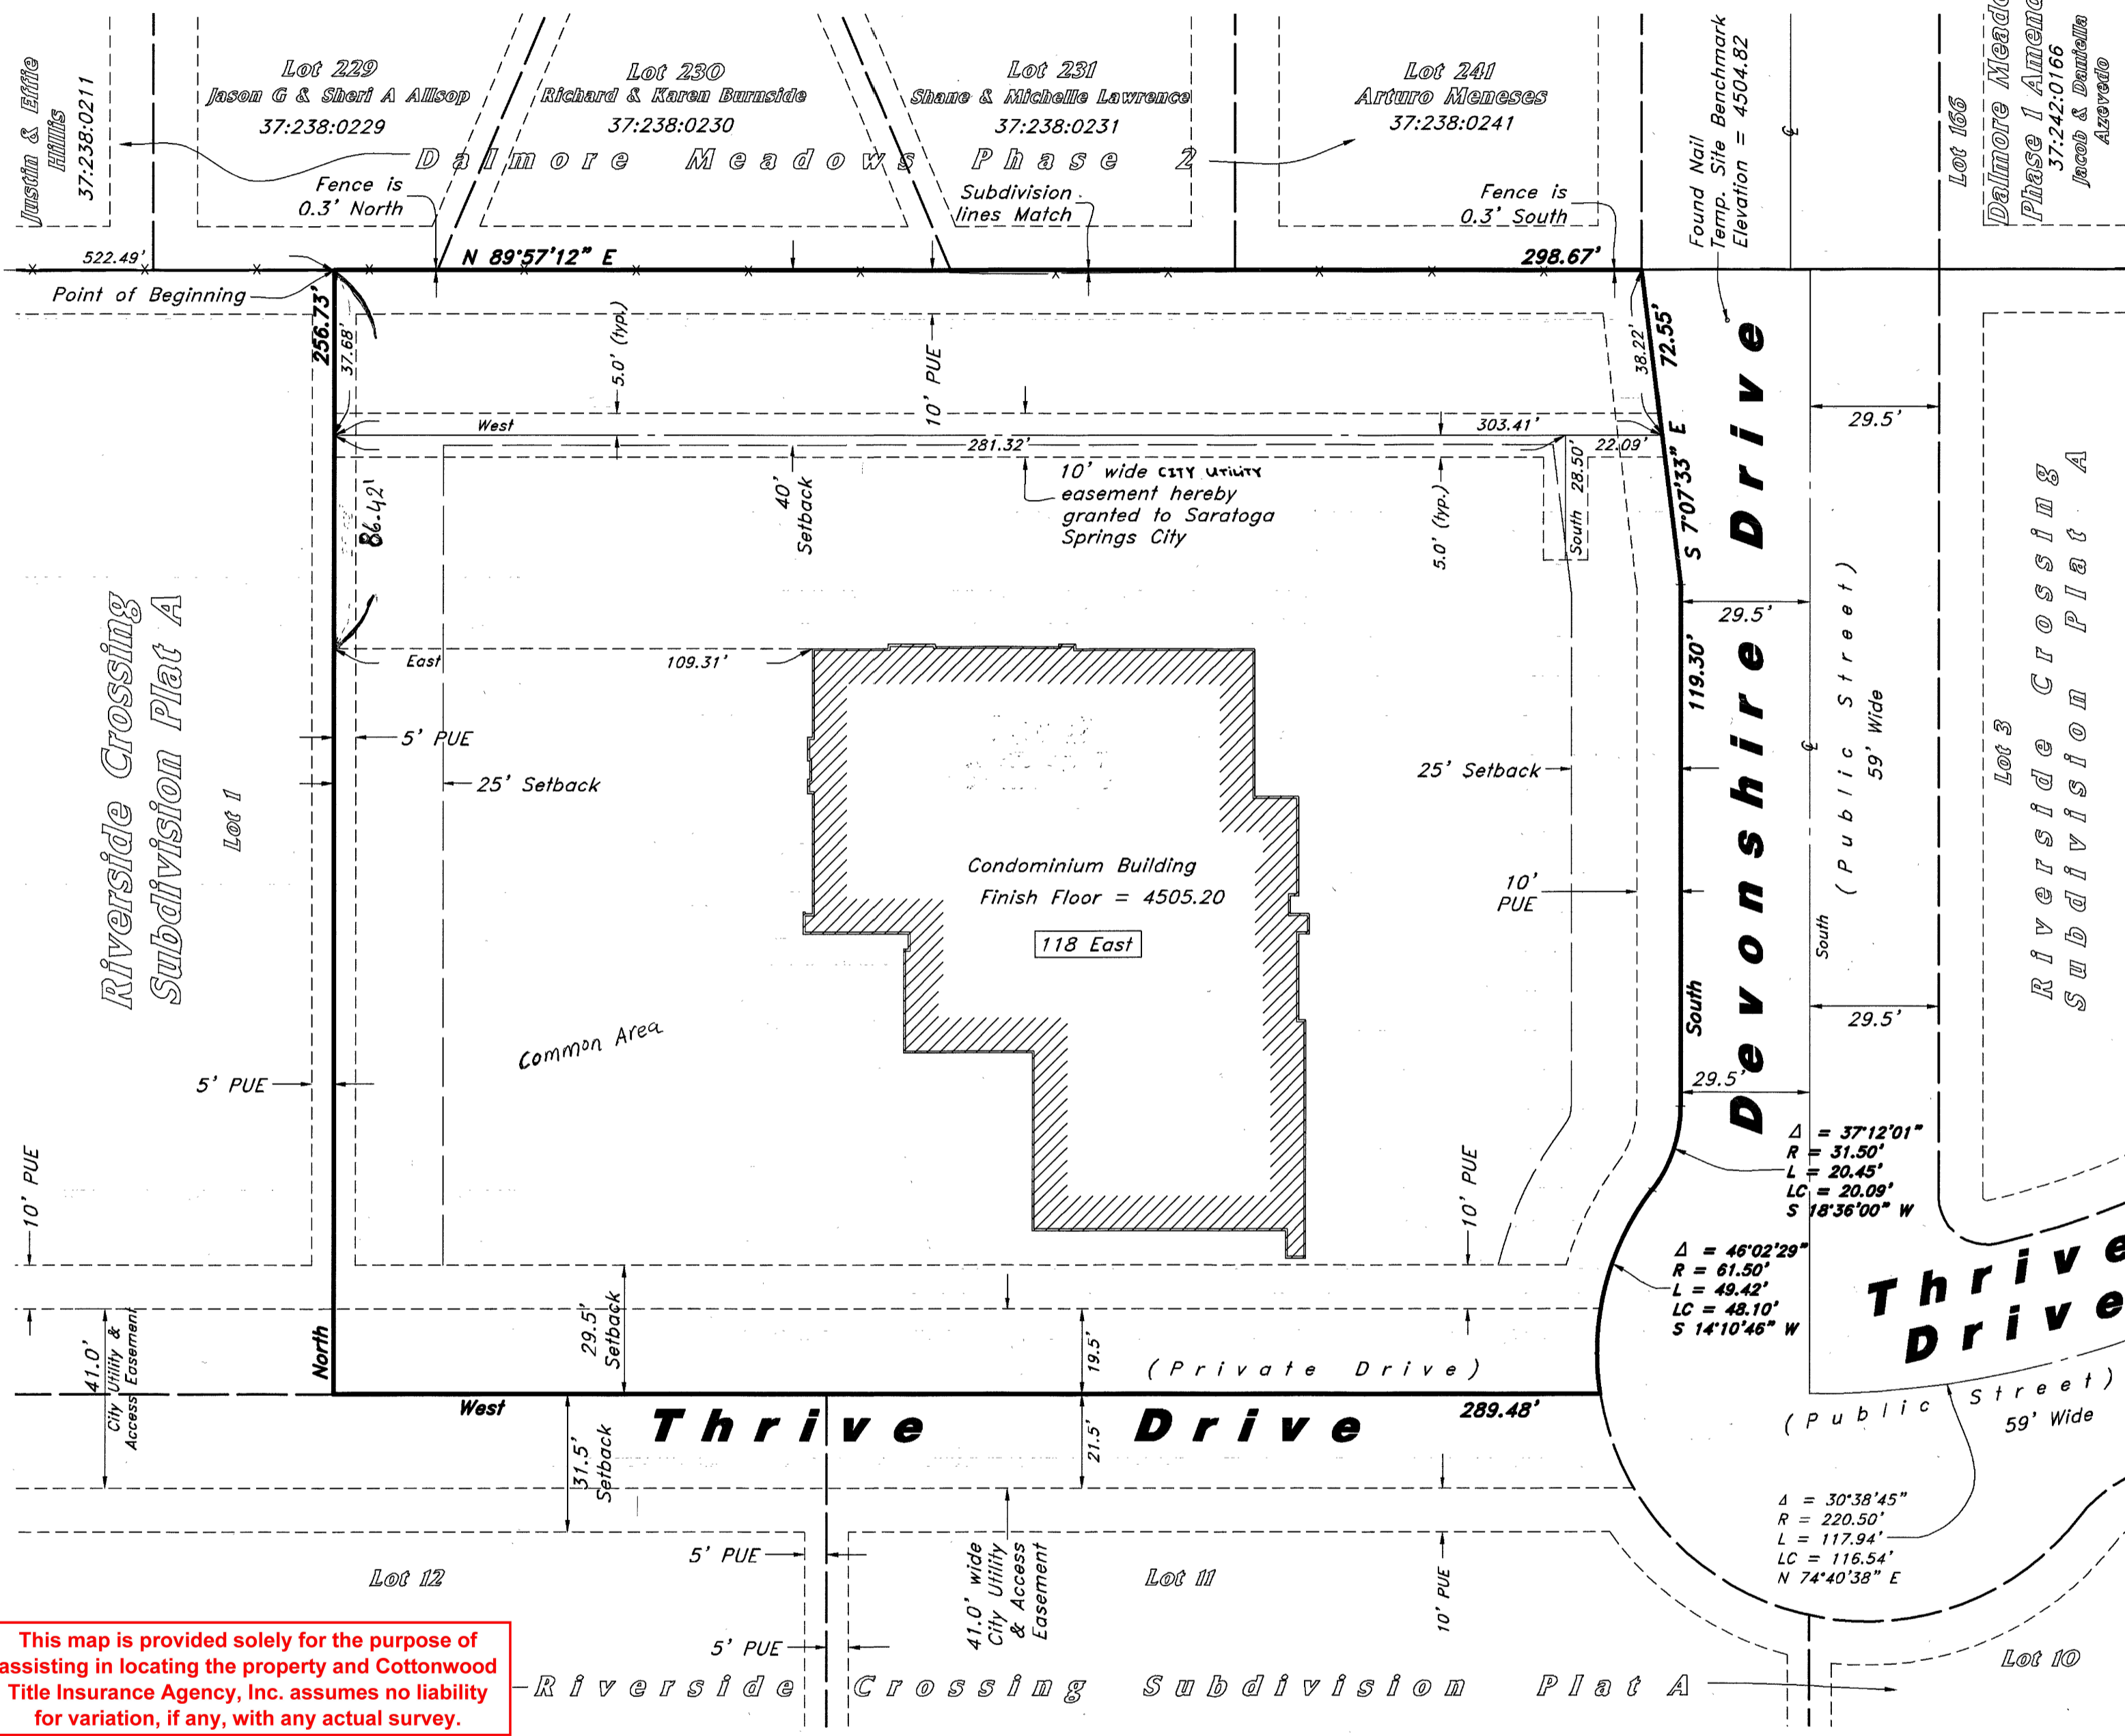 Justin & Effie
Hillis
37:238:0211
Lot 229
Jason G & Sheri A Allsop
37:238:0229
Lot 230
Richard & Karen Burnside
37:238:0230
Lot 231
Shane & Michelle Lawrence
37:238:0231
Lot 241
Arturo Meneses
37:238:0241
Dalmore Meadows Phase 2
Found Nail
Temp. Site Benchmark
Elevation = 4504.82
Lot 166
Phase 1
37:242:0166
Jacob & Daniella
Azevedo
Fence is
0.3' North
Subdivision
lines Match
Fence is
0.3' South
522.49'
N 89°57'12" E
298.67'
Point of Beginning
256.73'
37.68'
5.0' (typ.)
10' PUE
38.22'
72.55'
29.5'
West
281.32'
303.41'
22.09'
86.42'
40'
Setback
10' wide CITY UTILITY
easement hereby
granted to Saratoga
Springs City
5.0' (typ.)
South 28.50'
S 7°07'33" E
Devonshire Drive
(Public Street)
59' Wide
29.5'
119.30'
East
109.31'
Riverside Crossing
Subdivision Plat A
Lot 1
5' PUE
25' Setback
25' Setback
Condominium Building
Finish Floor = 4505.20
118 East
10'
PUE
South
South
29.5'
29.5'
Lot 3
Riverside Crossing
Subdivision Plat A
Common Area
5' PUE
10' PUE
10' PUE
Δ = 37°12'01"
R = 31.50'
L = 20.45'
LC = 20.09'
S 18°36'00" W
Δ = 46°02'29"
R = 61.50'
L = 49.42'
LC = 48.10'
S 14°10'46" W
Thrive
Drive
(Public Street)
59' Wide
41.0'
City Utility &
Access Easement
North
29.5'
Setback
19.5'
(Private Drive)
West
Thrive Drive
289.48'
31.5'
Setback
21.5'
Δ = 30°38'45"
R = 220.50'
L = 117.94'
LC = 116.54'
N 74°40'38" E
5' PUE
Lot 12
41.0' wide
City Utility
& Access
Easement
Lot 11
10' PUE
5' PUE
Lot 10
Riverside Crossing Subdivision Plat A
This map is provided solely for the purpose of
assisting in locating the property and Cottonwood
Title Insurance Agency, Inc. assumes no liability
for variation, if any, with any actual survey.